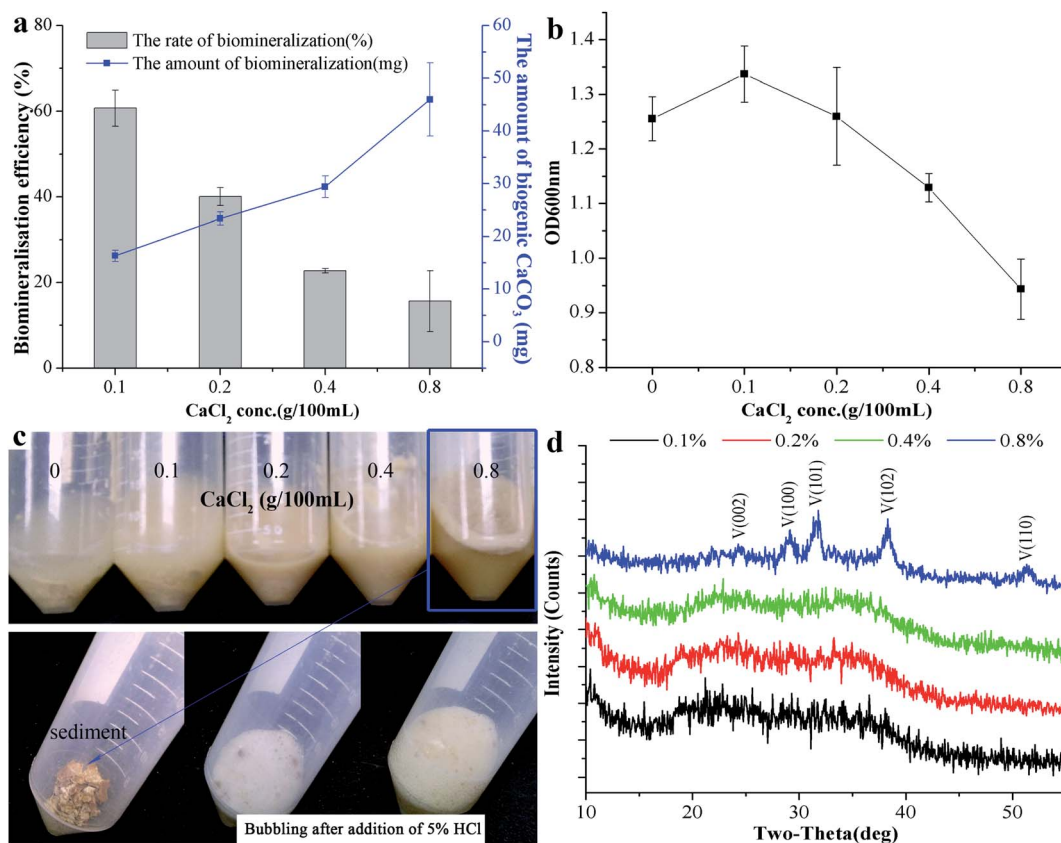 a
80
60
40
20
0
Biomineralisation efficiency (%)
The rate of biomineralization(%)
The amount of biomineralization(mg)
60
50
40
30
20
10
0
The amount of biogenic CaCO₃ (mg)
0.1 0.2 0.4 0.8
CaCl₂ conc.(g/100mL)
b
1.4
1.3
1.2
1.1
1.0
0.9
0.8
OD600nm
0 0.1 0.2 0.4 0.8
CaCl₂ conc.(g/100mL)
c
0 0.1 0.2 0.4 0.8
CaCl₂ (g/100mL)
sediment
Bubbling after addition of 5% HCl
d
0.1% 0.2% 0.4% 0.8%
V(002)
V(100)
V(101)
V(102)
V(110)
Intensity (Counts)
10 20 30 40 50
Two-Theta(deg)